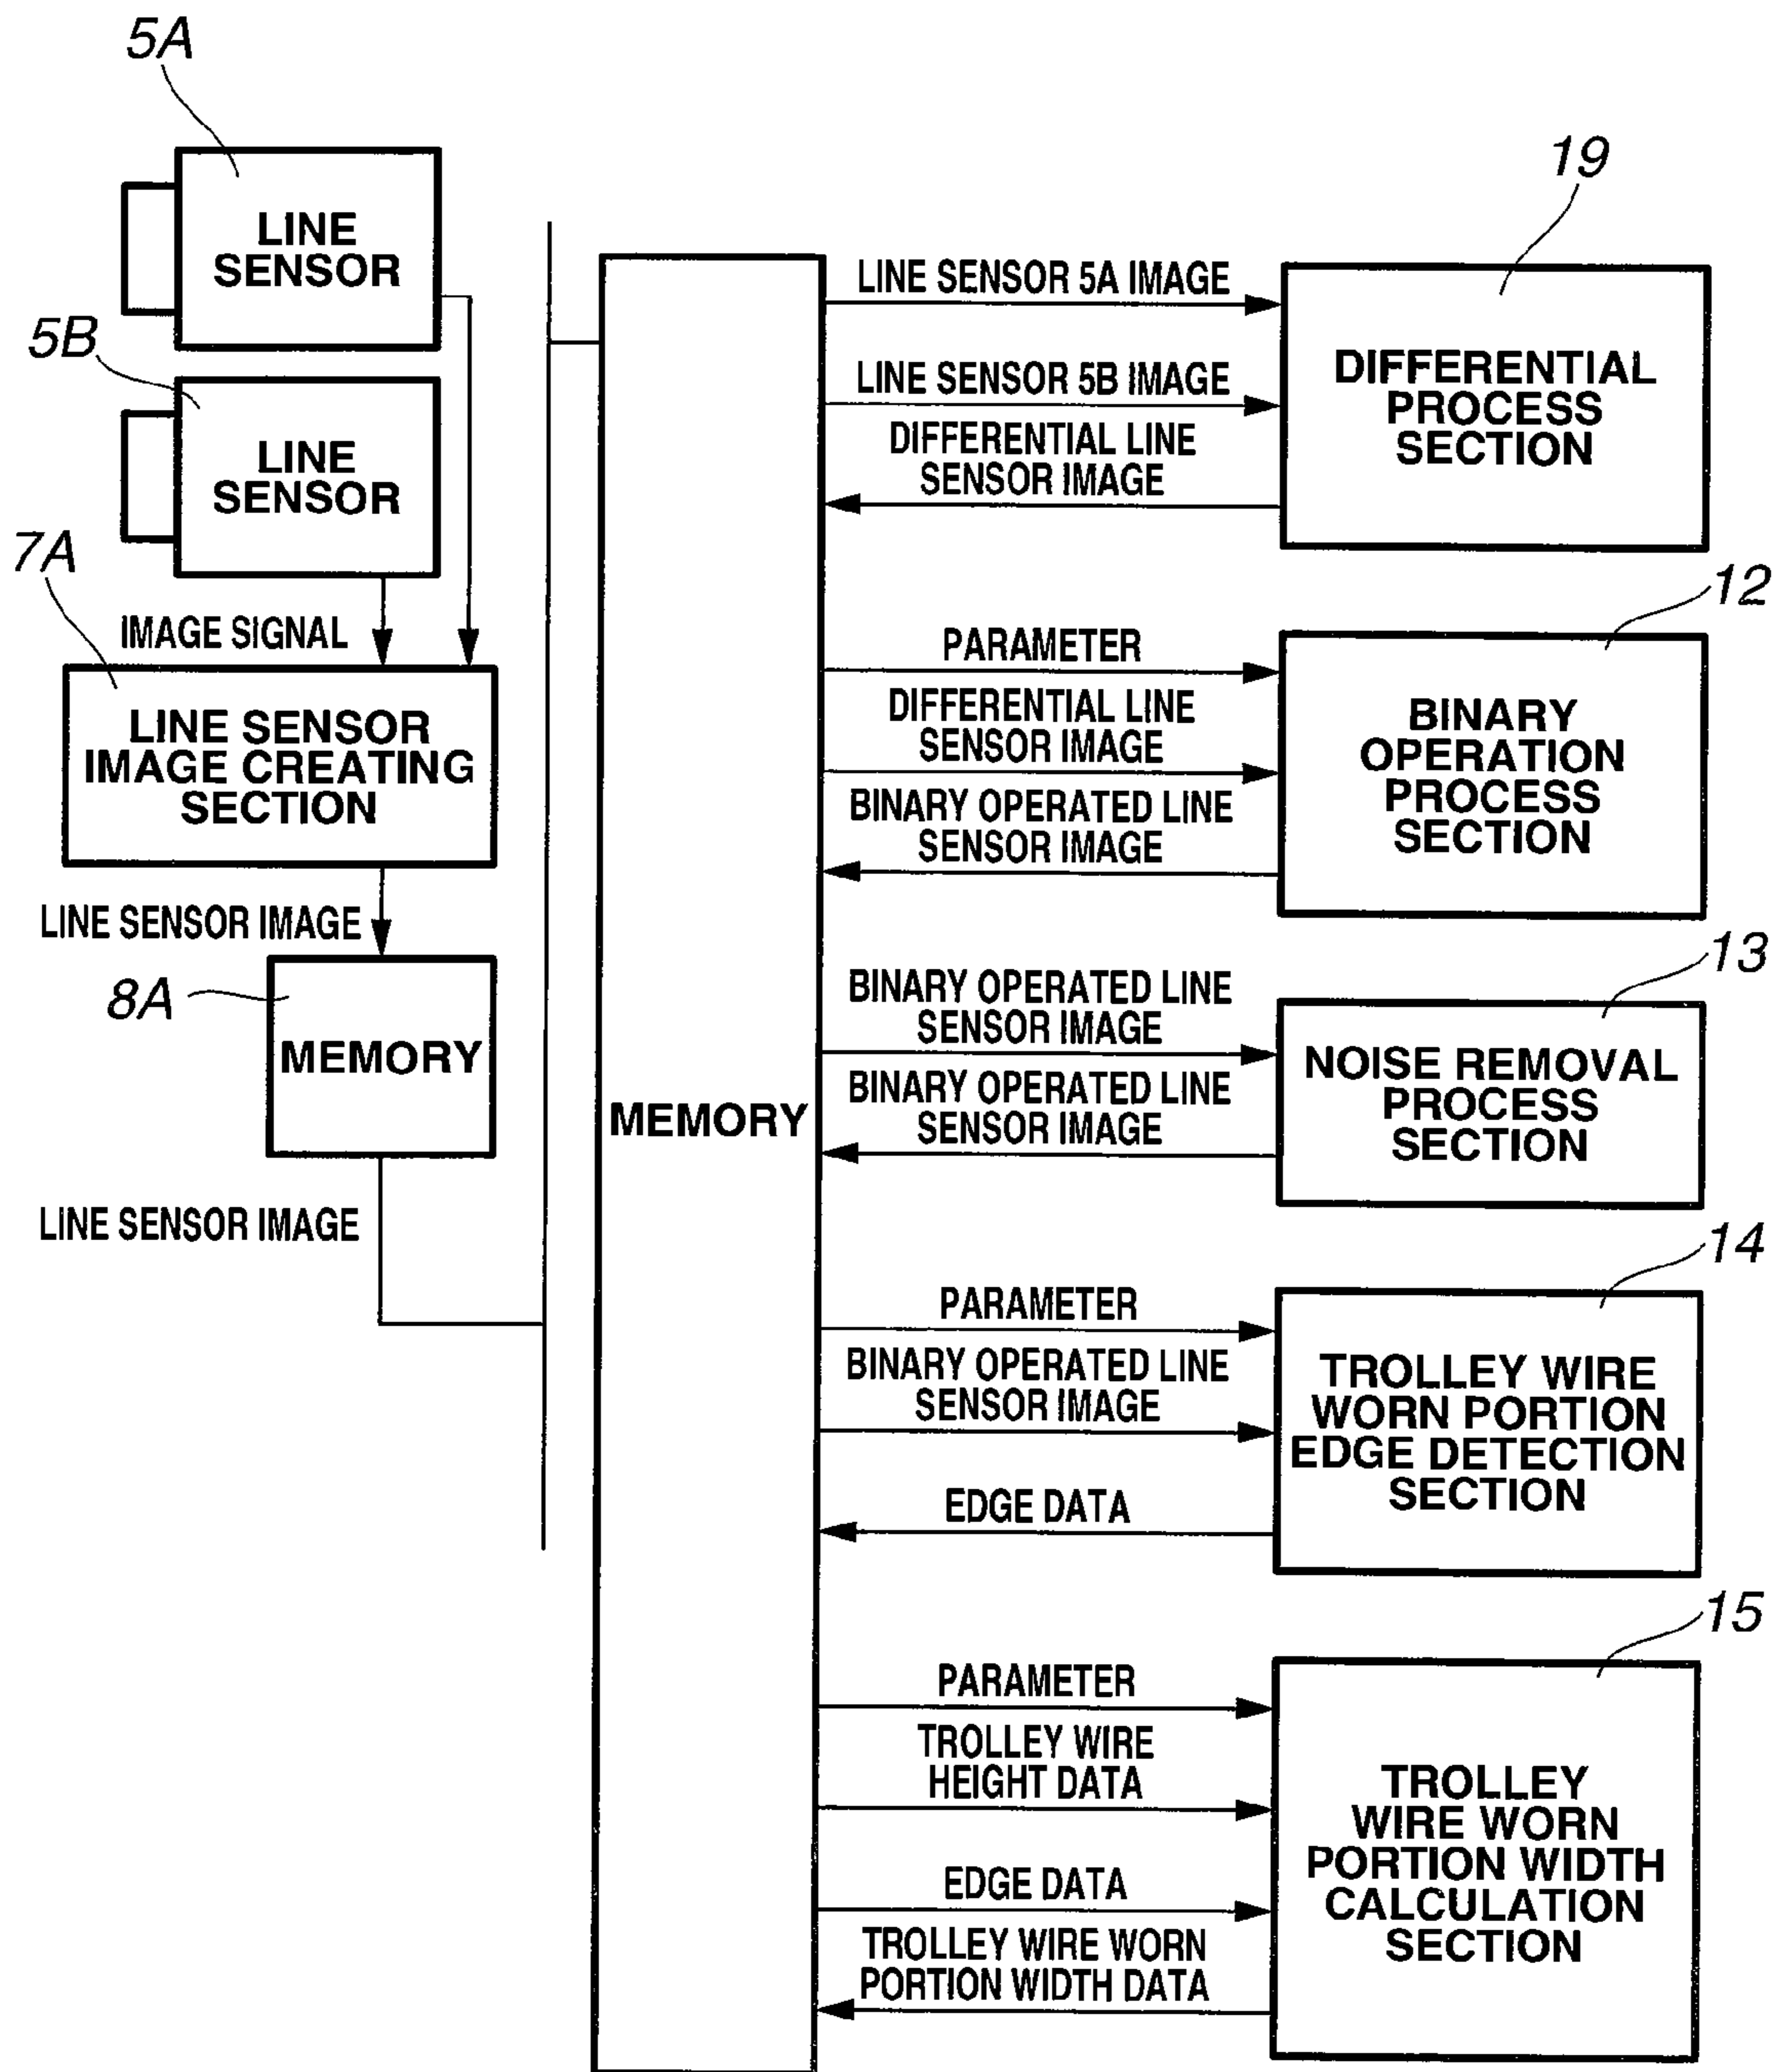 5A
LINE
SENSOR
5B
LINE
SENSOR
7A
IMAGE SIGNAL
LINE SENSOR
IMAGE CREATING
SECTION
LINE SENSOR IMAGE
8A
MEMORY
LINE SENSOR IMAGE
MEMORY
LINE SENSOR 5A IMAGE
LINE SENSOR 5B IMAGE
DIFFERENTIAL LINE
SENSOR IMAGE
19
DIFFERENTIAL
PROCESS
SECTION
PARAMETER
DIFFERENTIAL LINE
SENSOR IMAGE
BINARY OPERATED LINE
SENSOR IMAGE
12
BINARY
OPERATION
PROCESS
SECTION
BINARY OPERATED LINE
SENSOR IMAGE
BINARY OPERATED LINE
SENSOR IMAGE
13
NOISE REMOVAL
PROCESS
SECTION
PARAMETER
BINARY OPERATED LINE
SENSOR IMAGE
EDGE DATA
14
TROLLEY WIRE
WORN PORTION
EDGE DETECTION
SECTION
PARAMETER
TROLLEY WIRE
HEIGHT DATA
EDGE DATA
TROLLEY WIRE WORN
PORTION WIDTH DATA
15
TROLLEY
WIRE WORN
PORTION WIDTH
CALCULATION
SECTION